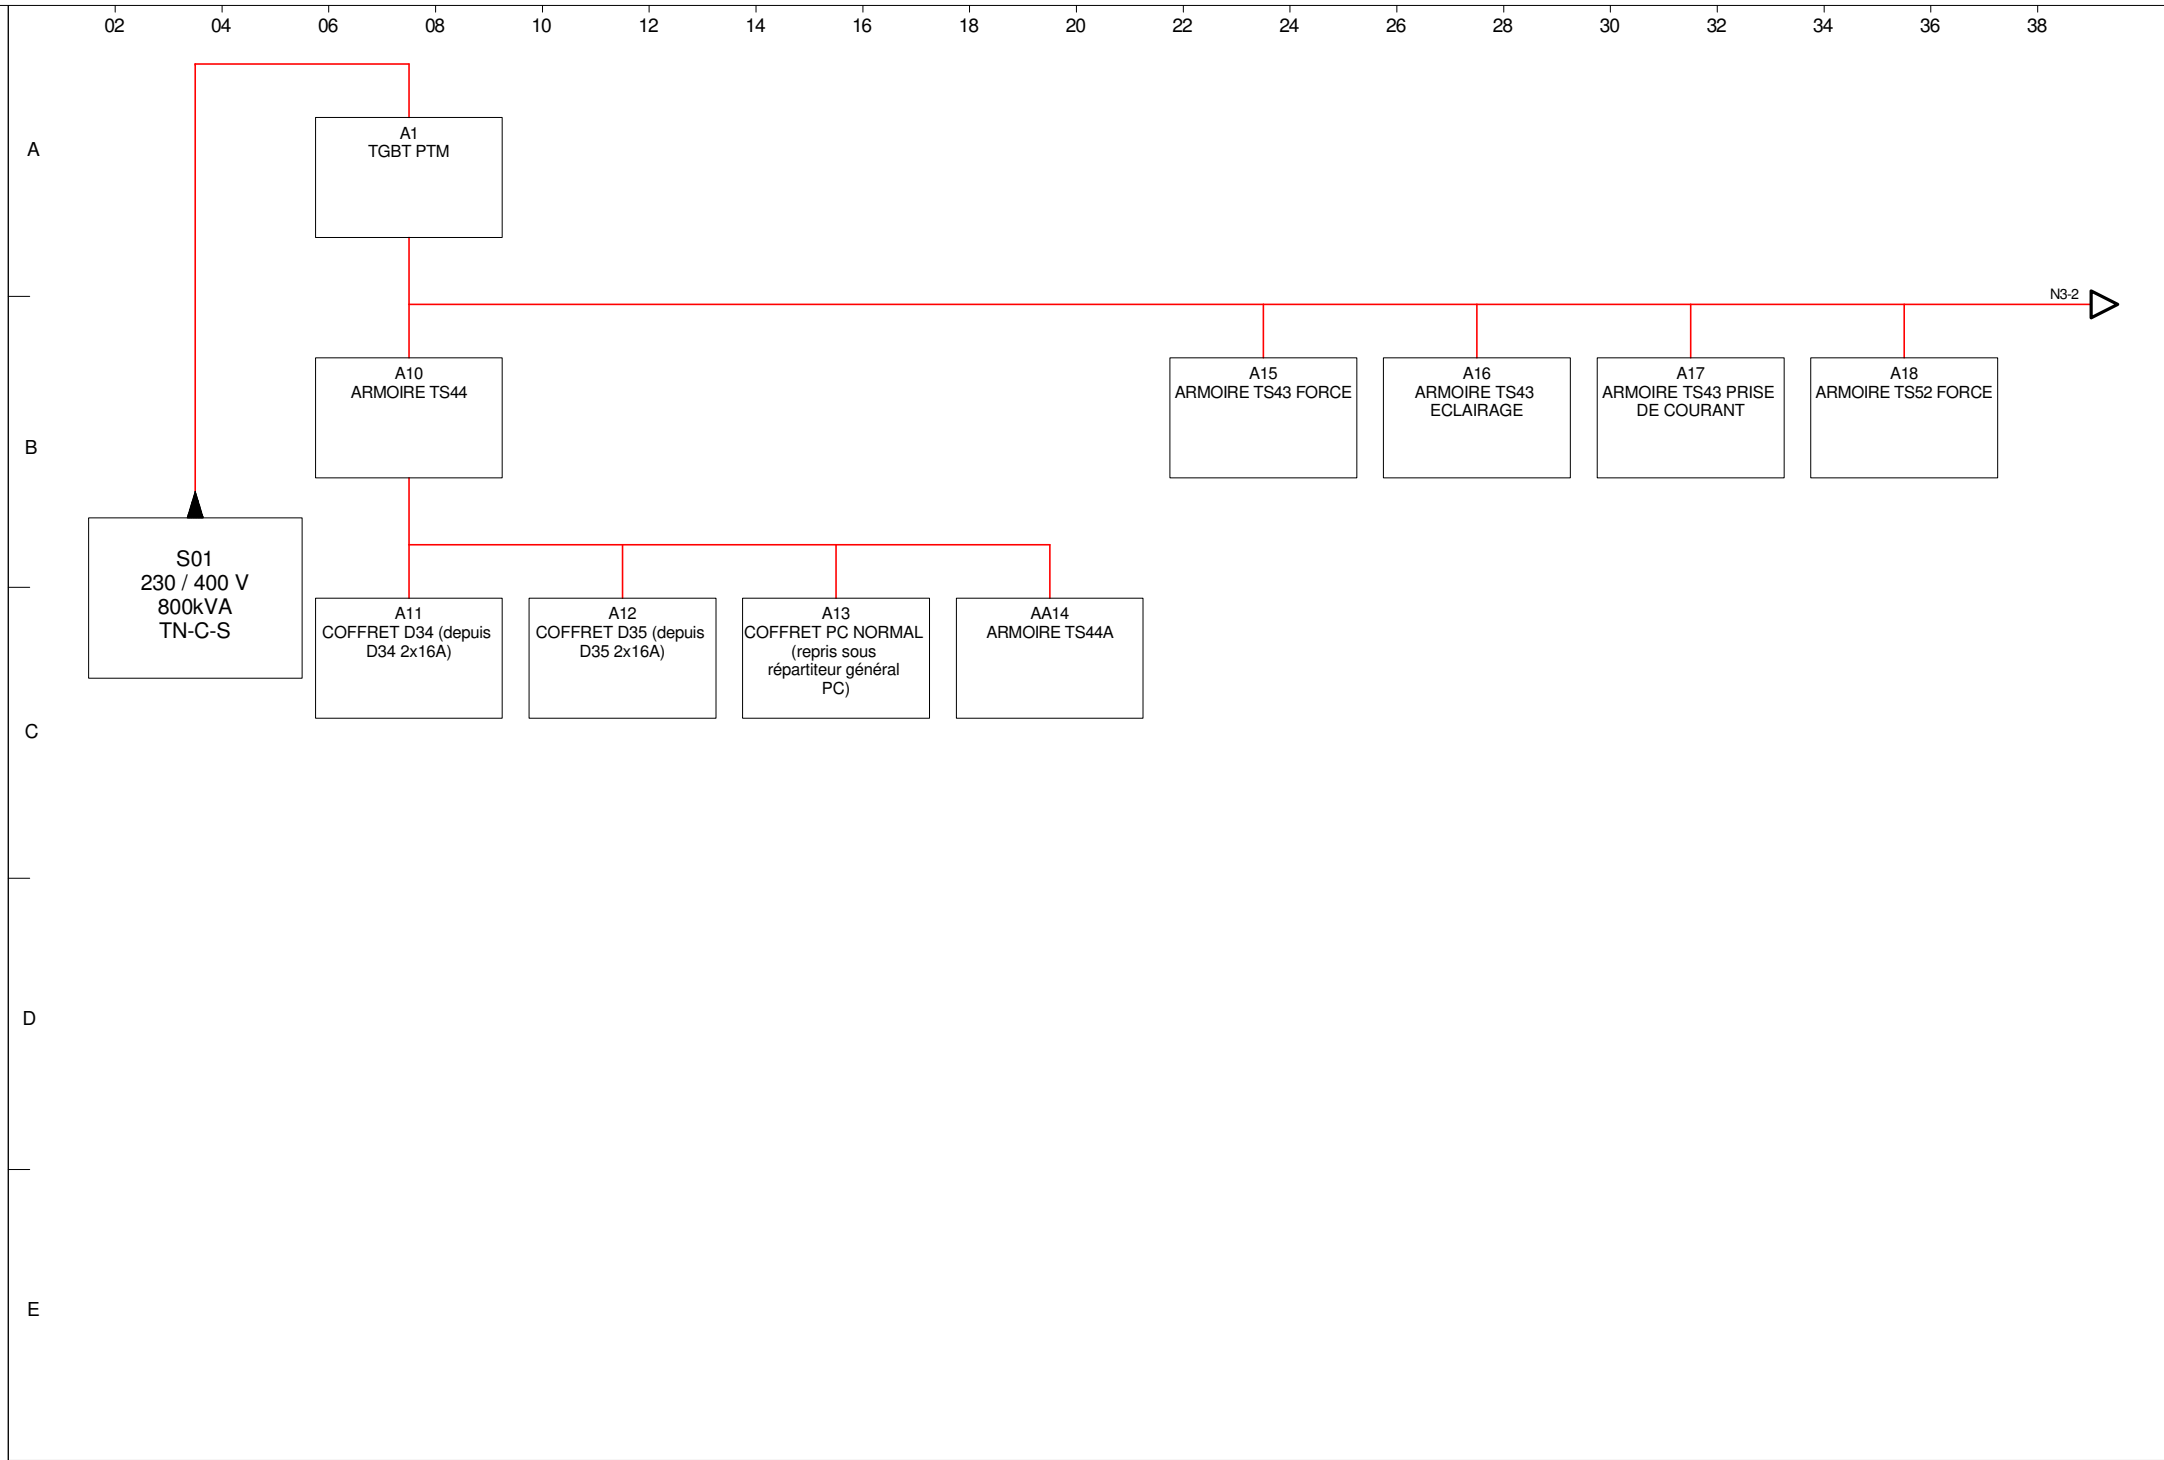 02 04 06 08 10 12 14 16 18 20 22 24 26 28 30 32 34 36 38
A
A1
TGBT PTM
N3-2
B
A10
ARMOIRE TS44
A15
ARMOIRE TS43 FORCE
A16
ARMOIRE TS43
ECLAIRAGE
A17
ARMOIRE TS43 PRISE
DE COURANT
A18
ARMOIRE TS52 FORCE
S01
230 / 400 V
800kVA
TN-C-S
A11
COFFRET D34 (depuis
D34 2x16A)
A12
COFFRET D35 (depuis
D35 2x16A)
A13
COFFRET PC NORMAL
(repris sous
répartiteur général
PC)
AA14
ARMOIRE TS44A
C
D
E